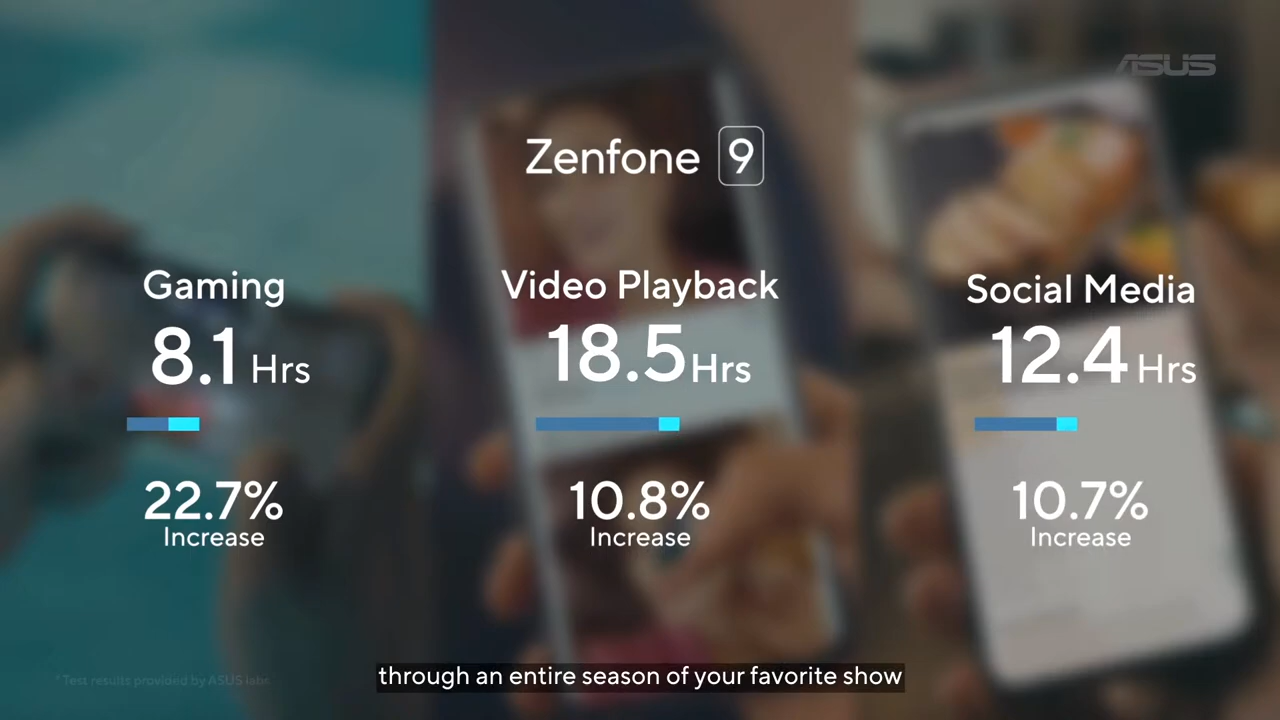 ASUS
Zenfone 9
Gaming
8.1 Hrs
22.7%
Increase
Video Playback
18.5 Hrs
10.8%
Increase
Social Media
12.4 Hrs
10.7%
Increase
* Test results provided by ASUS labs.
through an entire season of your favorite show